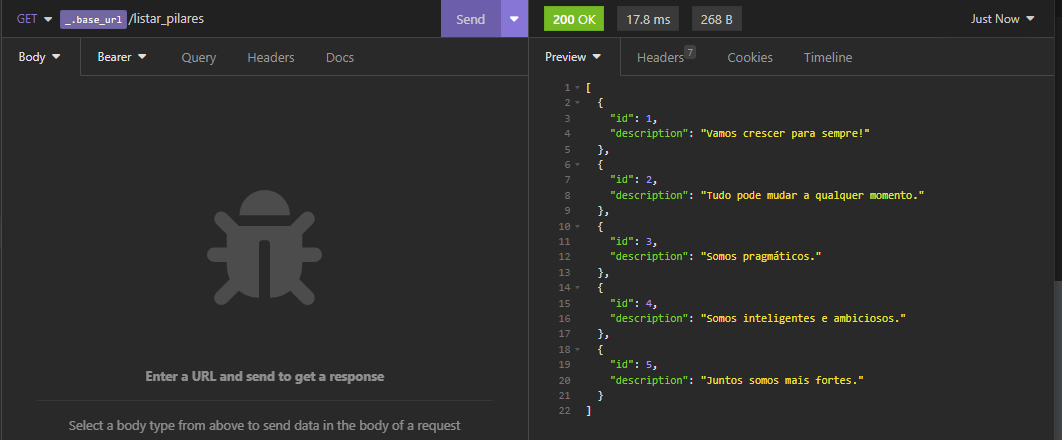 GET _.base_url /listar_pilares Send
200 OK 17.8 ms 268 B Just Now
Body Bearer Query Headers Docs
Preview Headers 7 Cookies Timeline
Enter a URL and send to get a response
Select a body type from above to send data in the body of a request
1 [
2 {
3 "id": 1,
4 "description": "Vamos crescer para sempre!"
5 },
6 {
7 "id": 2,
8 "description": "Tudo pode mudar a qualquer momento."
9 },
10 {
11 "id": 3,
12 "description": "Somos pragmáticos."
13 },
14 {
15 "id": 4,
16 "description": "Somos inteligentes e ambiciosos."
17 },
18 {
19 "id": 5,
20 "description": "Juntos somos mais fortes."
21 }
22 ]